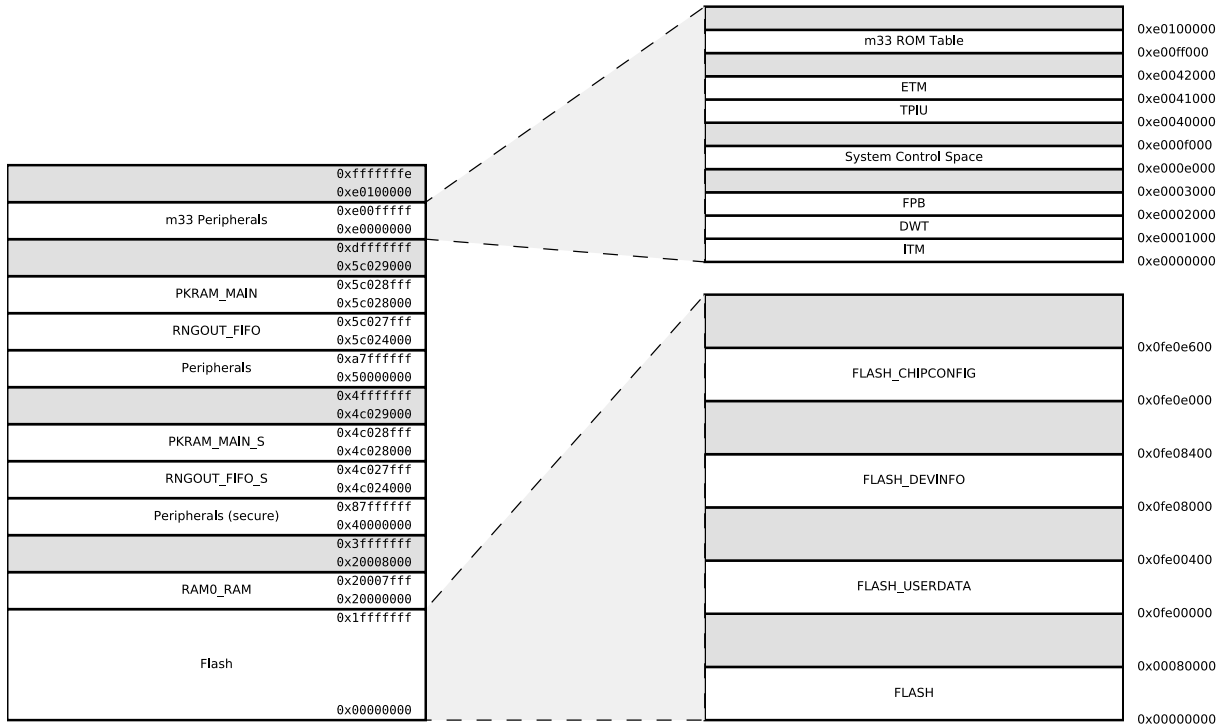 0xfffffffe
0xe0100000
m33 Peripherals
0xe00fffff
0xe0000000
0xdfffffff
0x5c029000
PKRAM_MAIN
0x5c028fff
0x5c028000
RNGOUT_FIFO
0x5c027fff
0x5c024000
Peripherals
0xa7ffffff
0x50000000
0x4fffffff
0x4c029000
PKRAM_MAIN_S
0x4c028fff
0x4c028000
RNGOUT_FIFO_S
0x4c027fff
0x4c024000
Peripherals (secure)
0x87ffffff
0x40000000
0x3fffffff
0x20008000
RAM0_RAM
0x20007fff
0x20000000
0x1fffffff
Flash
0x00000000
0xe0100000
m33 ROM Table
0xe00ff000
0xe0042000
ETM
0xe0041000
TPIU
0xe0040000
0xe000f000
System Control Space
0xe000e000
0xe0003000
FPB
0xe0002000
DWT
0xe0001000
ITM
0xe0000000
0x0fe0e600
FLASH_CHIPCONFIG
0x0fe0e000
0x0fe08400
FLASH_DEVINFO
0x0fe08000
0x0fe00400
FLASH_USERDATA
0x0fe00000
0x00080000
FLASH
0x00000000